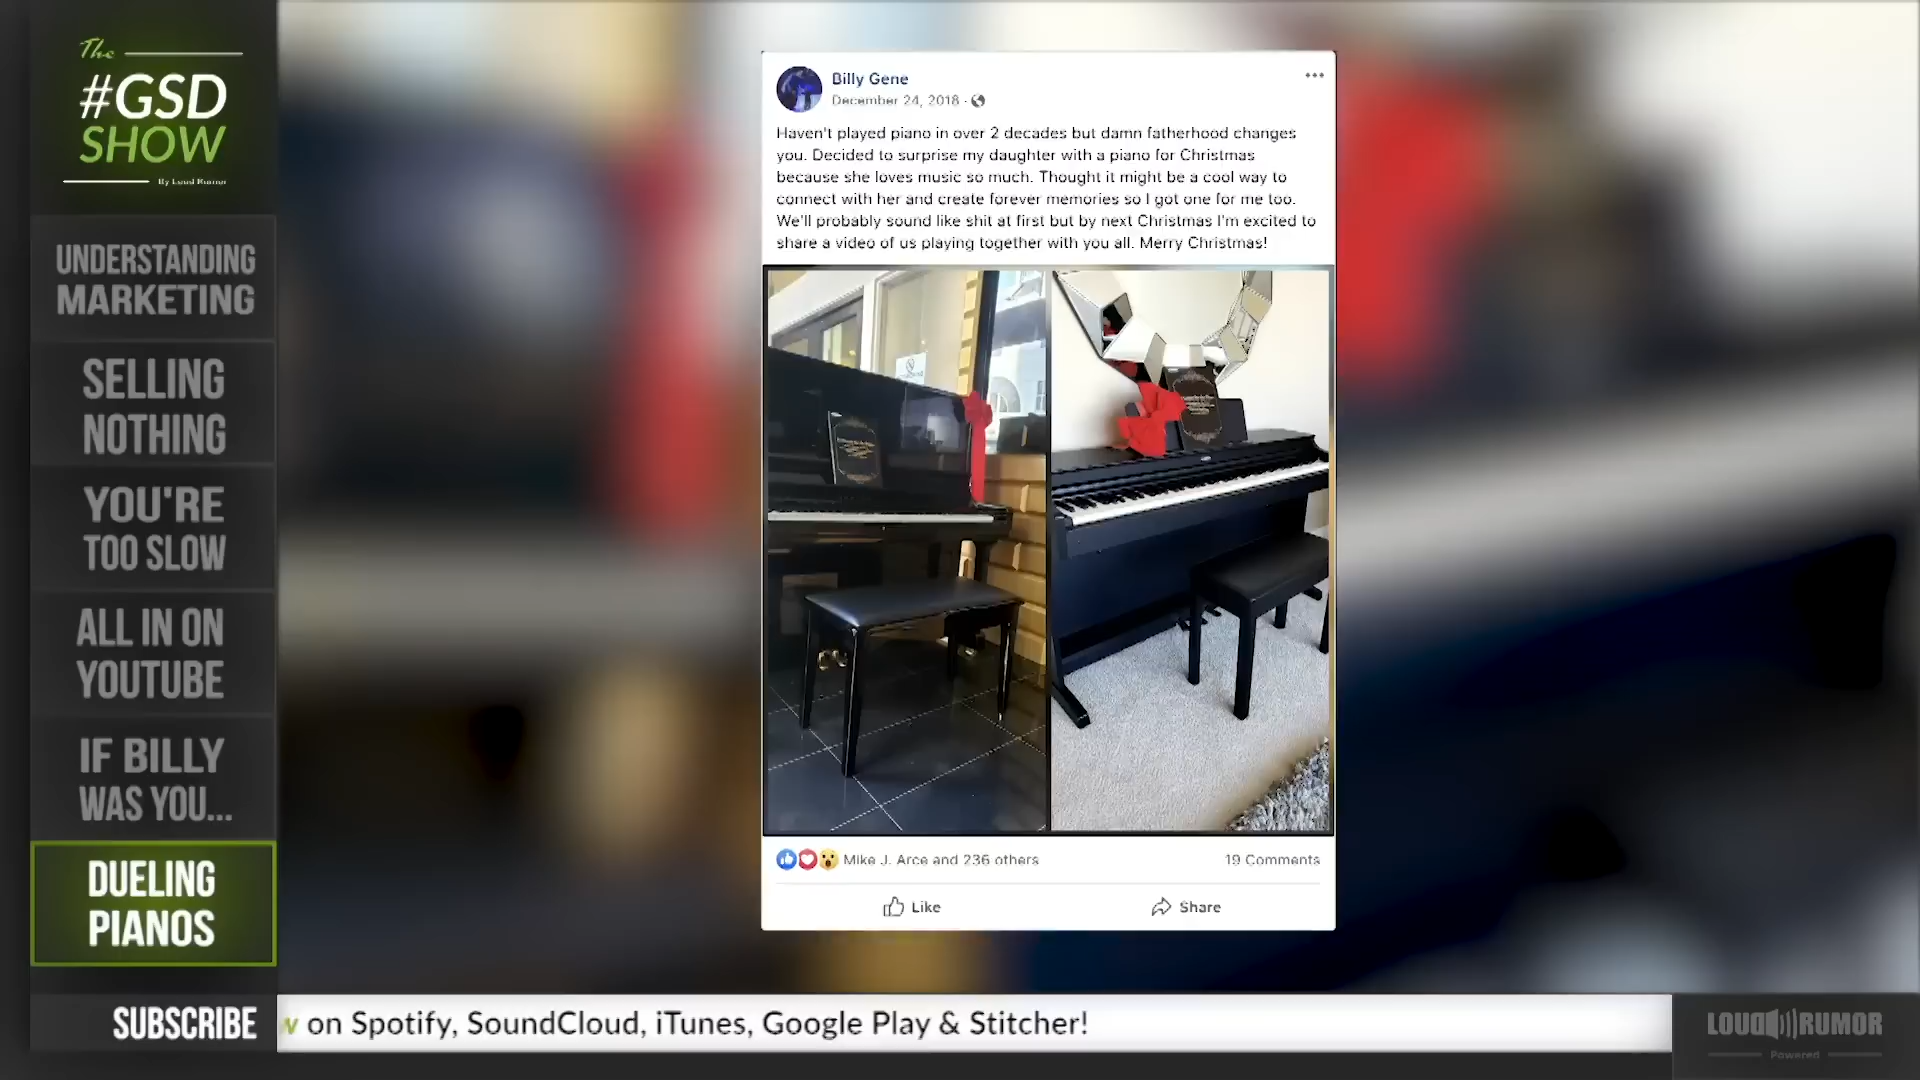 The
#GSD
SHOW
By Loud Rumor
UNDERSTANDING
MARKETING
SELLING
NOTHING
YOU'RE
TOO SLOW
ALL IN ON
YOUTUBE
IF BILLY
WAS YOU...
DUELING
PIANOS
SUBSCRIBE
Billy Gene
December 24, 2018 ·
Haven't played piano in over 2 decades but damn fatherhood changes
you. Decided to surprise my daughter with a piano for Christmas
because she loves music so much. Thought it might be a cool way to
connect with her and create forever memories so I got one for me too.
We'll probably sound like shit at first but by next Christmas I'm excited to
share a video of us playing together with you all. Merry Christmas!
Mike J. Arce and 236 others
19 Comments
Like
Share
w on Spotify, SoundCloud, iTunes, Google Play & Stitcher!
LOUD RUMOR
Powered